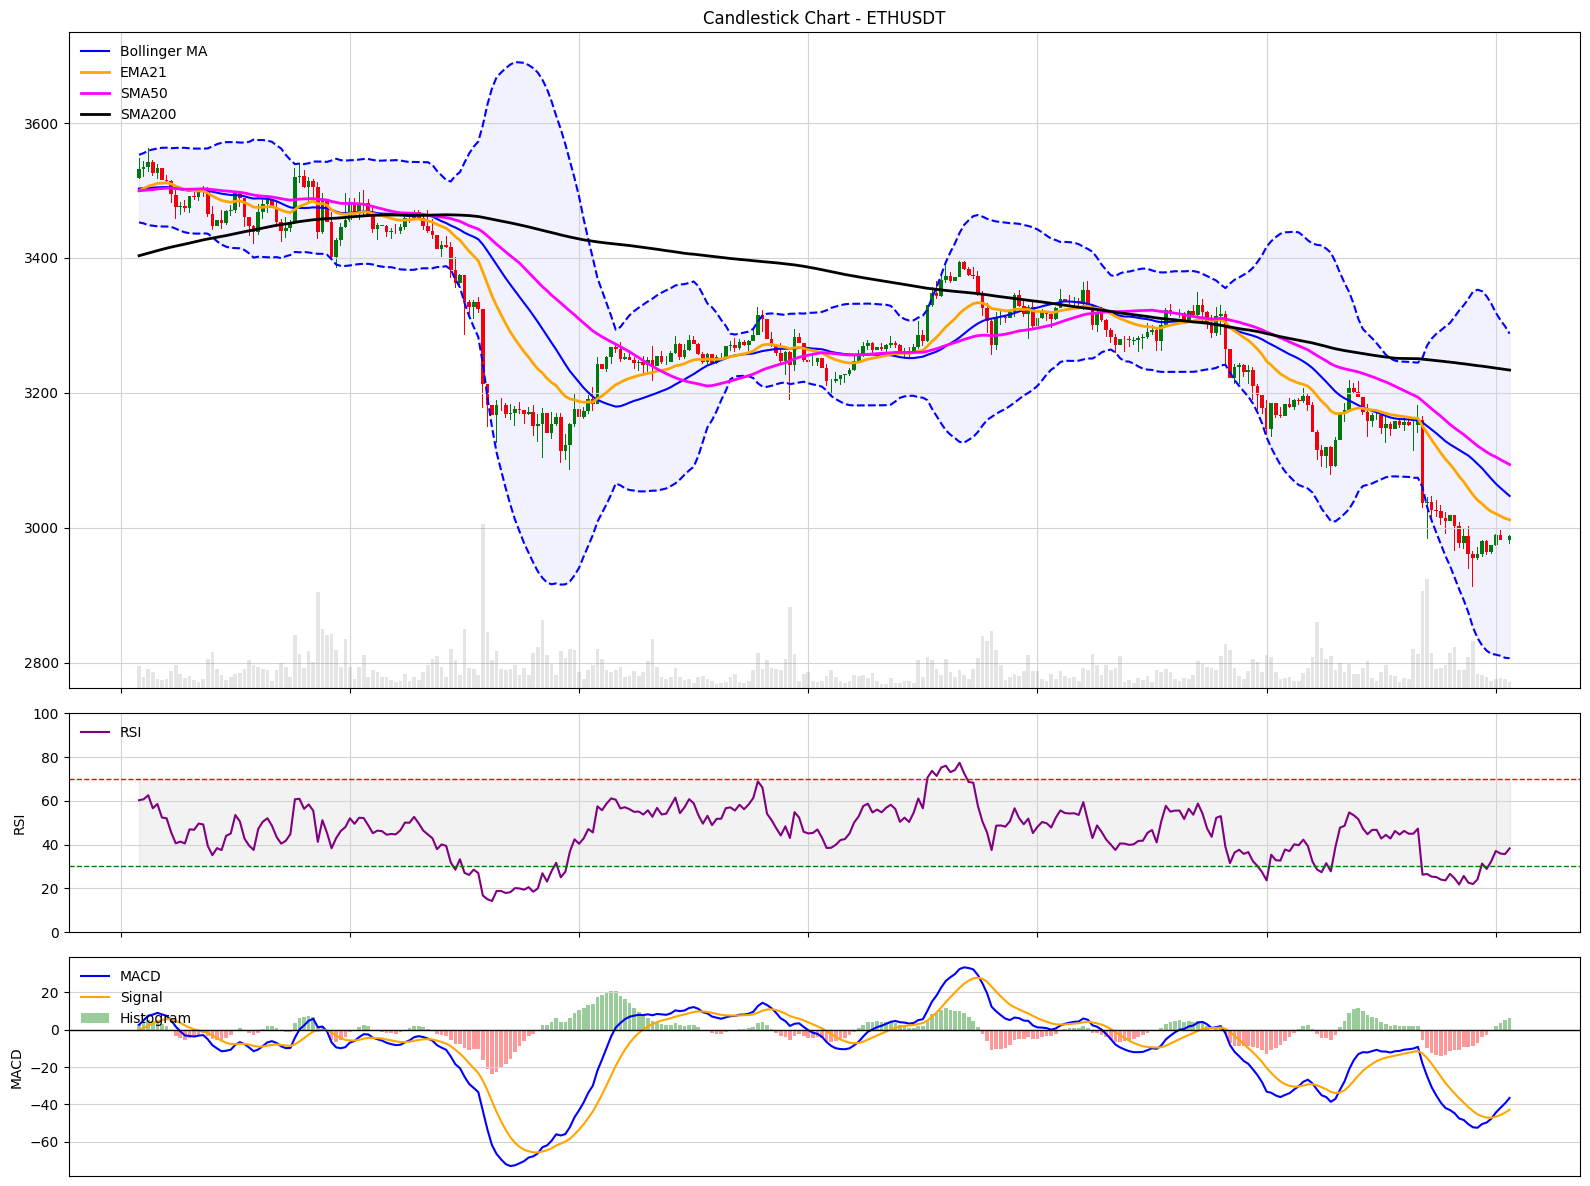 Candlestick Chart - ETHUSDT
Bollinger MA
EMA21
SMA50
SMA200
3600
3400
3200
3000
2800
RSI
RSI
100
80
60
40
20
0
MACD
Signal
Histogram
MACD
20
0
−20
−40
−60